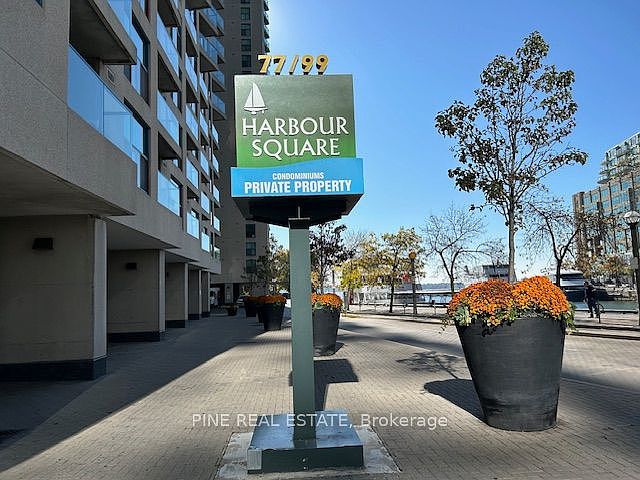 77/99
HARBOUR
SQUARE
CONDOMINIUMS
PRIVATE PROPERTY
PINE REAL ESTATE, Brokerage